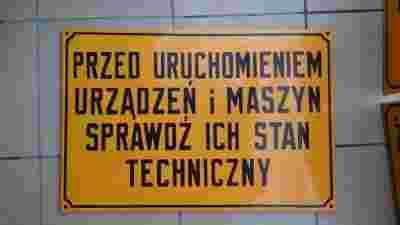 PRZED URUCHOMIENIEM
URZĄDZEŃ i MASZYN
SPRAWDŹ ICH STAN
TECHNICZNY